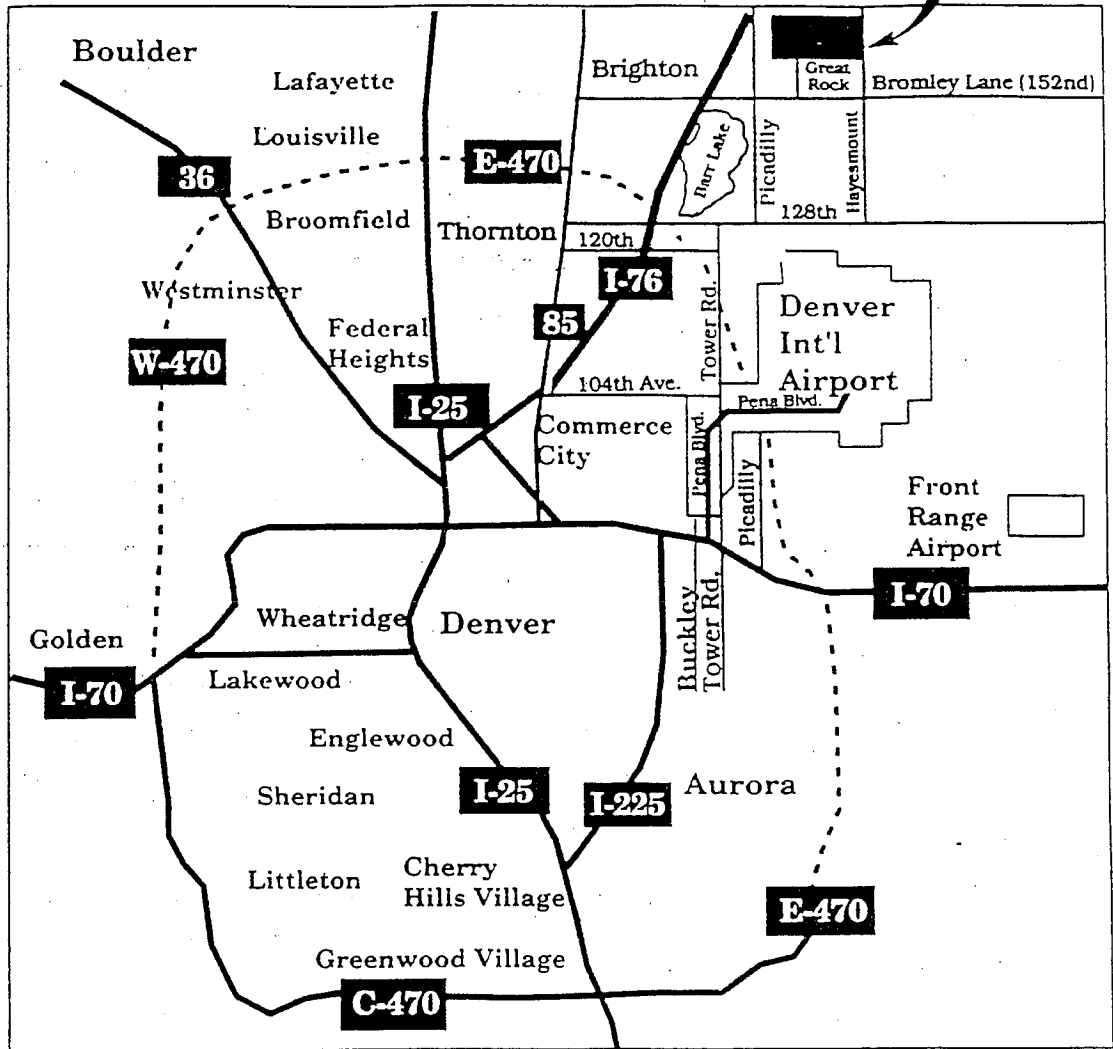 Boulder
Lafayette
Brighton
Great
Rock
Bromley Lane (152nd)
Louisville
E-470
Barr Lake
Picadilly
Hayesmount
36
Broomfield
Thornton
128th
120th
I-76
Westminster
85
Tower Rd.
Denver
Int'l
Airport
Federal
Heights
W-470
104th Ave.
I-25
Pena Blvd.
Commerce
City
Pena Blvd.
Picadilly
Front
Range
Airport
I-70
Wheatridge
Denver
Buckley
Tower Rd.
Golden
I-70
Lakewood
Englewood
I-25
I-225
Aurora
Sheridan
Littleton
Cherry
Hills Village
E-470
Greenwood Village
C-470